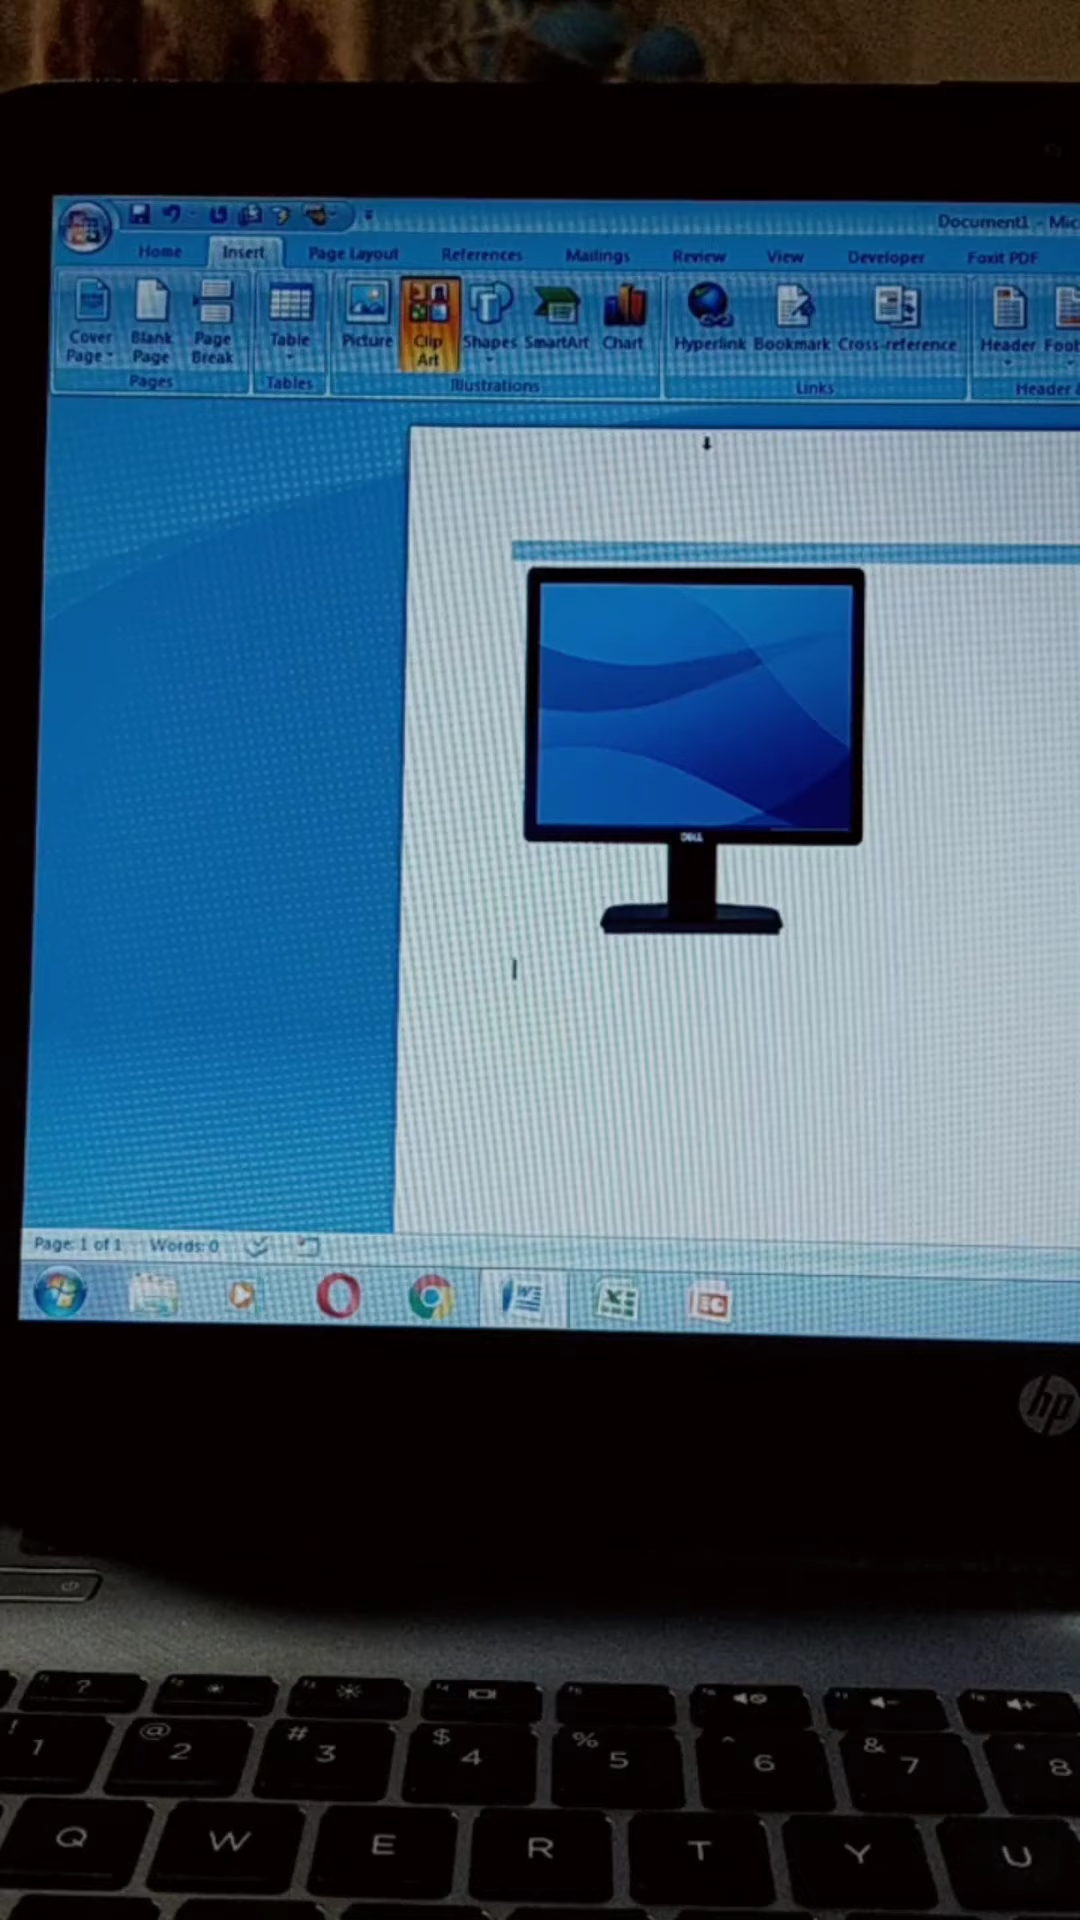 Document1 - Mic
Home Insert Page Layout References Mailings Review View Developer Foxit PDF
Cover Page Blank Page Page Break Table Picture Clip Art Shapes SmartArt Chart Hyperlink Bookmark Cross-reference Header Foot
Pages Tables Illustrations Links Header &
DELL
Page: 1 of 1 Words: 0
hp
?
! 1 @ 2 # 3 $ 4 % 5 ^ 6 & 7 * 8
Q W E R T Y U